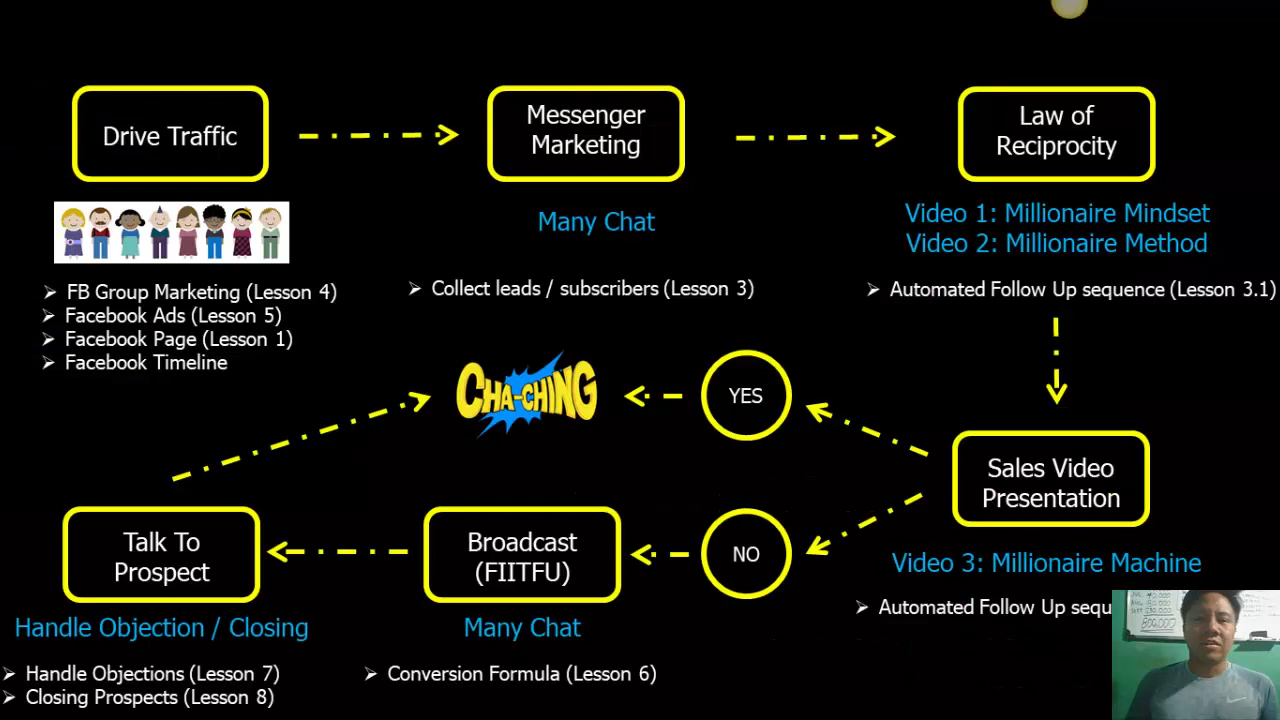 Drive Traffic
Messenger
Marketing
Law of
Reciprocity
Many Chat
Video 1: Millionaire Mindset
Video 2: Millionaire Method
FB Group Marketing (Lesson 4)
Facebook Ads (Lesson 5)
Facebook Page (Lesson 1)
Facebook Timeline
Collect leads / subscribers (Lesson 3)
Automated Follow Up sequence (Lesson 3.1)
CHA-CHING
YES
Sales Video
Presentation
Talk To
Prospect
Broadcast
(FIITFU)
NO
Video 3: Millionaire Machine
Automated Follow Up sequ
Handle Objection / Closing
Many Chat
Handle Objections (Lesson 7)
Closing Prospects (Lesson 8)
Conversion Formula (Lesson 6)